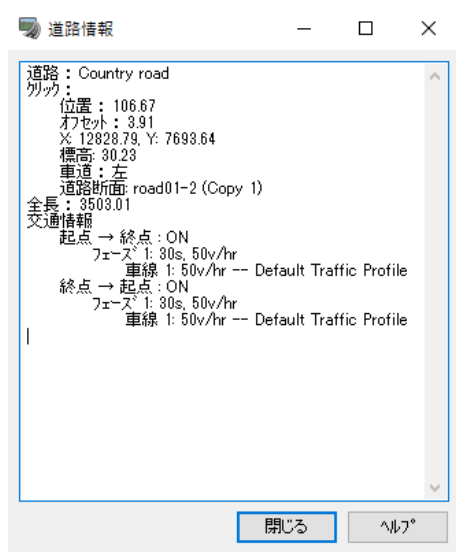 道路情報
道路： Country road
ｸﾘｯｸ：
位置： 106.67
ｵﾌｾｯﾄ： 3.91
X: 12828.79, Y: 7693.64
標高: 30.23
車道： 左
道路断面: road01-2 (Copy 1)
全長： 3503.01
交通情報
起点 → 終点 : ON
ﾌｪｰｽﾞ 1: 30s, 50v/hr
車線 1: 50v/hr -- Default Traffic Profile
終点 → 起点 : ON
ﾌｪｰｽﾞ 1: 30s, 50v/hr
車線 1: 50v/hr -- Default Traffic Profile
閉じる
ﾍﾙﾌﾟ